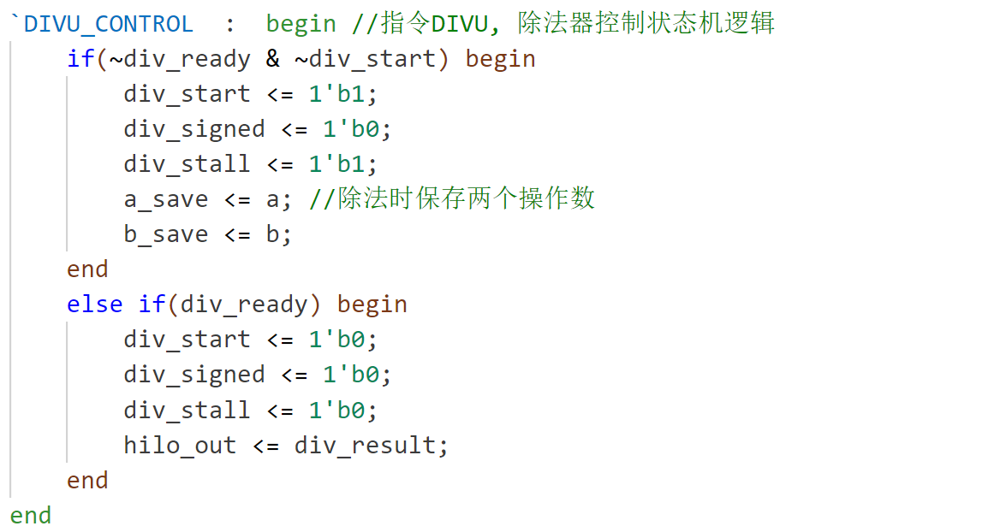 `DIVU_CONTROL  :  begin //指令DIVU, 除法器控制状态机逻辑
    if(~div_ready & ~div_start) begin
        div_start <= 1'b1;
        div_signed <= 1'b0;
        div_stall <= 1'b1;
        a_save <= a; //除法时保存两个操作数
        b_save <= b;
    end
    else if(div_ready) begin
        div_start <= 1'b0;
        div_signed <= 1'b0;
        div_stall <= 1'b0;
        hilo_out <= div_result;
    end
end